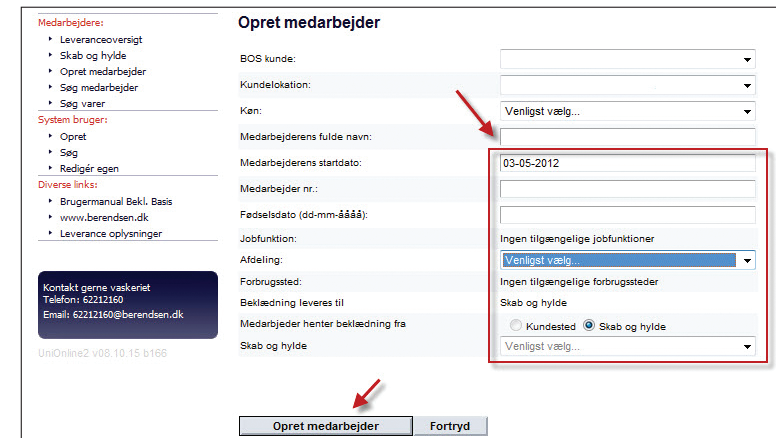 Medarbejdere:
Leveranceoversigt
Skab og hylde
Opret medarbejder
Søg medarbejder
Søg varer
System bruger:
Opret
Søg
Redigér egen
Diverse links:
Brugermanual Bekl. Basis
www.berendsen.dk
Leverance oplysninger
Kontakt gerne vaskeriet
Telefon: 62212160
Email: 62212160@berendsen.dk
UniOnline2 v08.10.15 b166
Opret medarbejder
BOS kunde:
Kundelokation:
Køn: Venligst vælg...
Medarbejderens fulde navn:
Medarbejderens startdato: 03-05-2012
Medarbejder nr.:
Fødselsdato (dd-mm-åååå):
Jobfunktion: Ingen tilgængelige jobfunktioner
Afdeling: Venligst vælg...
Forbrugssted: Ingen tilgængelige forbrugssteder
Beklædning leveres til Skab og hylde
Medarbjeder henter beklædning fra Kundested Skab og hylde
Skab og hylde Venligst vælg...
Opret medarbejder Fortryd